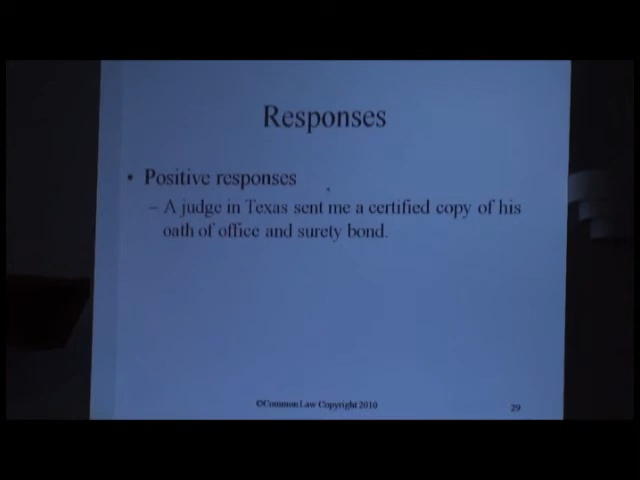 Responses
• Positive responses
– A judge in Texas sent me a certified copy of his
oath of office and surety bond.
©Common Law Copyright 2010
29